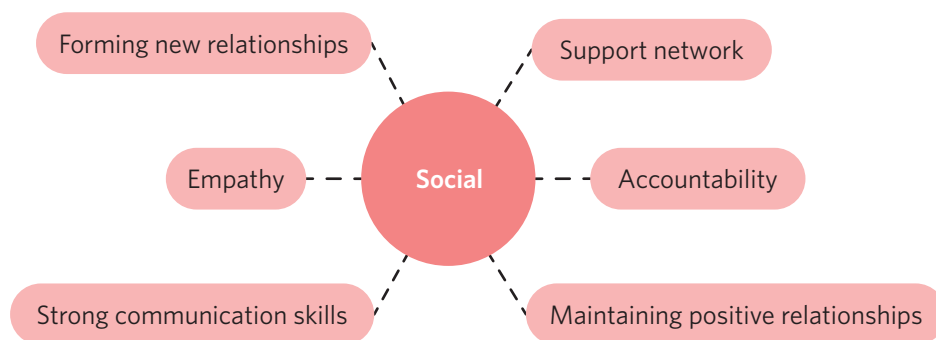 Forming new relationships
Support network
Empathy
Social
Accountability
Strong communication skills
Maintaining positive relationships